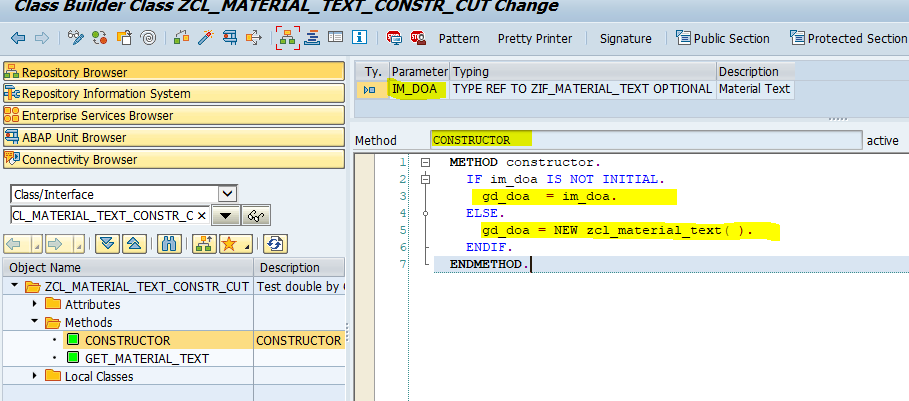 Class Builder Class ZCL_MATERIAL_TEXT_CONSTR_CUT Change
Pattern Pretty Printer Signature Public Section Protected Section
Repository Browser
Repository Information System
Enterprise Services Browser
ABAP Unit Browser
Connectivity Browser
Class/Interface
CL_MATERIAL_TEXT_CONSTR_C
Object Name Description
ZCL_MATERIAL_TEXT_CONSTR_CUT Test double by
Attributes
Methods
CONSTRUCTOR CONSTRUCTOR
GET_MATERIAL_TEXT
Local Classes
Ty. Parameter Typing Description
IM_DOA TYPE REF TO ZIF_MATERIAL_TEXT OPTIONAL Material Text
Method CONSTRUCTOR active
1 METHOD constructor.
2 IF im_doa IS NOT INITIAL.
3 gd_doa = im_doa.
4 ELSE.
5 gd_doa = NEW zcl_material_text( ).
6 ENDIF.
7 ENDMETHOD.